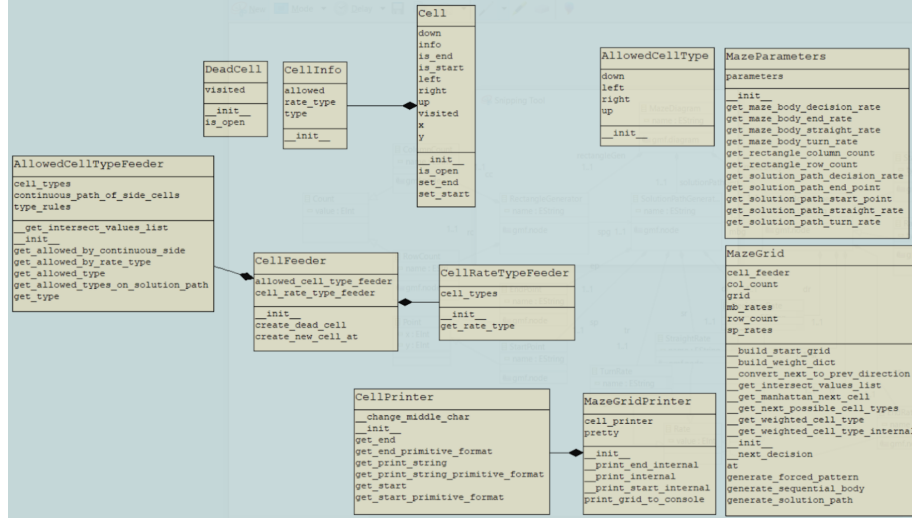 Cell
down
info
is_end
is_start
left
right
up
visited
x
y
__init__
is_open
set_end
set_start
DeadCell
visited
__init__
is_open
CellInfo
allowed
rate_type
type
__init__
AllowedCellType
down
left
right
up
__init__
MazeParameters
parameters
__init__
get_maze_body_decision_rate
get_maze_body_end_rate
get_maze_body_straight_rate
get_maze_body_turn_rate
get_rectangle_column_count
get_rectangle_row_count
get_solution_path_decision_rate
get_solution_path_end_point
get_solution_path_start_point
get_solution_path_straight_rate
get_solution_path_turn_rate
AllowedCellTypeFeeder
cell_types
continuous_path_of_side_cells
type_rules
__get_intersect_values_list
__init__
get_allowed_by_continuous_side
get_allowed_by_rate_type
get_allowed_type
get_allowed_types_on_solution_path
get_type
CellFeeder
allowed_cell_type_feeder
cell_rate_type_feeder
__init__
create_dead_cell
create_new_cell_at
CellRateTypeFeeder
cell_types
__init__
get_rate_type
MazeGrid
cell_feeder
col_count
grid
mb_rates
row_count
sp_rates
__build_start_grid
__build_weight_dict
__convert_next_to_prev_direction
__get_intersect_values_list
__get_manhattan_next_cell
__get_next_possible_cell_types
__get_weighted_cell_type
__get_weighted_cell_type_internal
__init__
__next_decision
at
generate_forced_pattern
generate_sequential_body
generate_solution_path
CellPrinter
__change_middle_char
__init__
get_end
get_end_primitive_format
get_print_string
get_print_string_primitive_format
get_start
get_start_primitive_format
MazeGridPrinter
cell_printer
pretty
__init__
__print_end_internal
__print_internal
__print_start_internal
print_grid_to_console